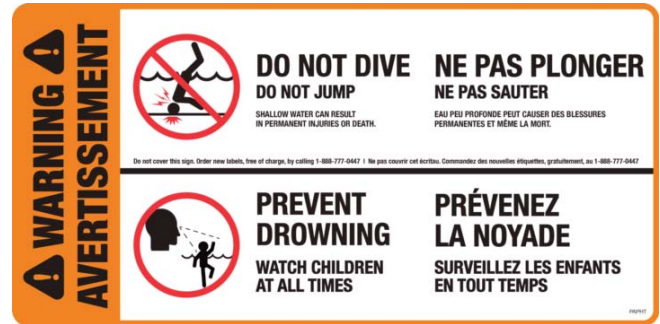 WARNING
AVERTISSEMENT
DO NOT DIVE
DO NOT JUMP
SHALLOW WATER CAN RESULT
IN PERMANENT INJURIES OR DEATH.
NE PAS PLONGER
NE PAS SAUTER
EAU PEU PROFONDE PEUT CAUSER DES BLESSURES
PERMANENTES ET MÊME LA MORT.
Do not cover this sign. Order new labels, free of charge, by calling 1-888-777-0447 | Ne pas couvrir cet écritau. Commandez des nouvelles étiquettes, gratuitement, au 1-888-777-0447
PREVENT
DROWNING
WATCH CHILDREN
AT ALL TIMES
PRÉVENEZ
LA NOYADE
SURVEILLEZ LES ENFANTS
EN TOUT TEMPS